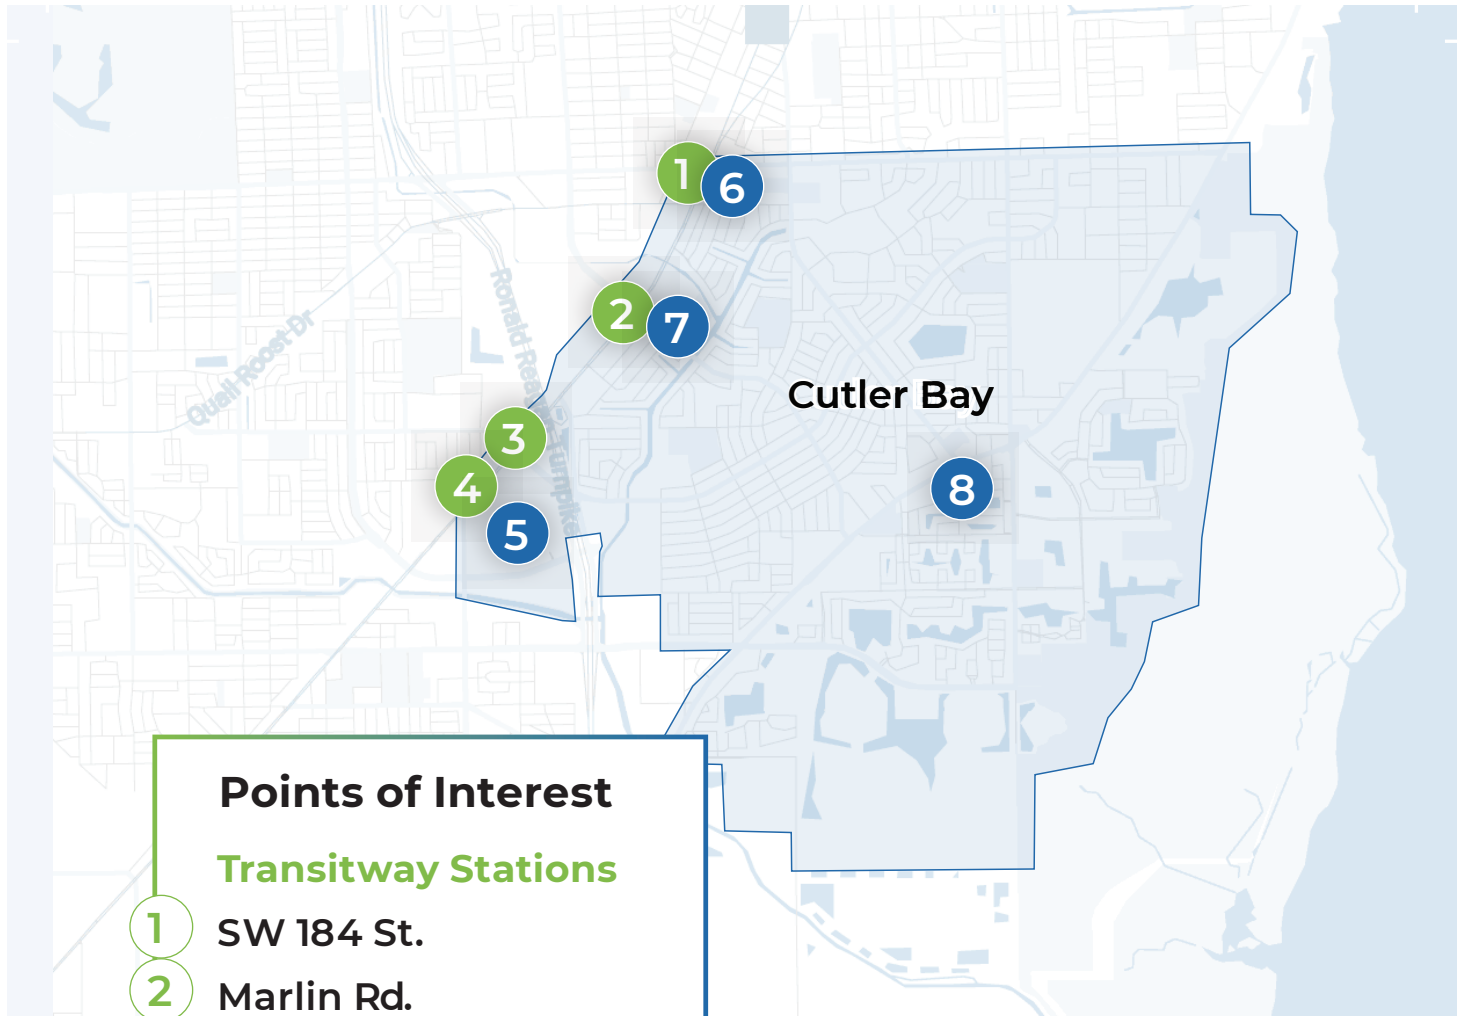 1
6
2
7
3
4
5
8
Quail Roost Dr
Ronald Reagan Turnpike
Cutler Bay
Points of Interest
Transitway Stations
1 SW 184 St.
2 Marlin Rd.